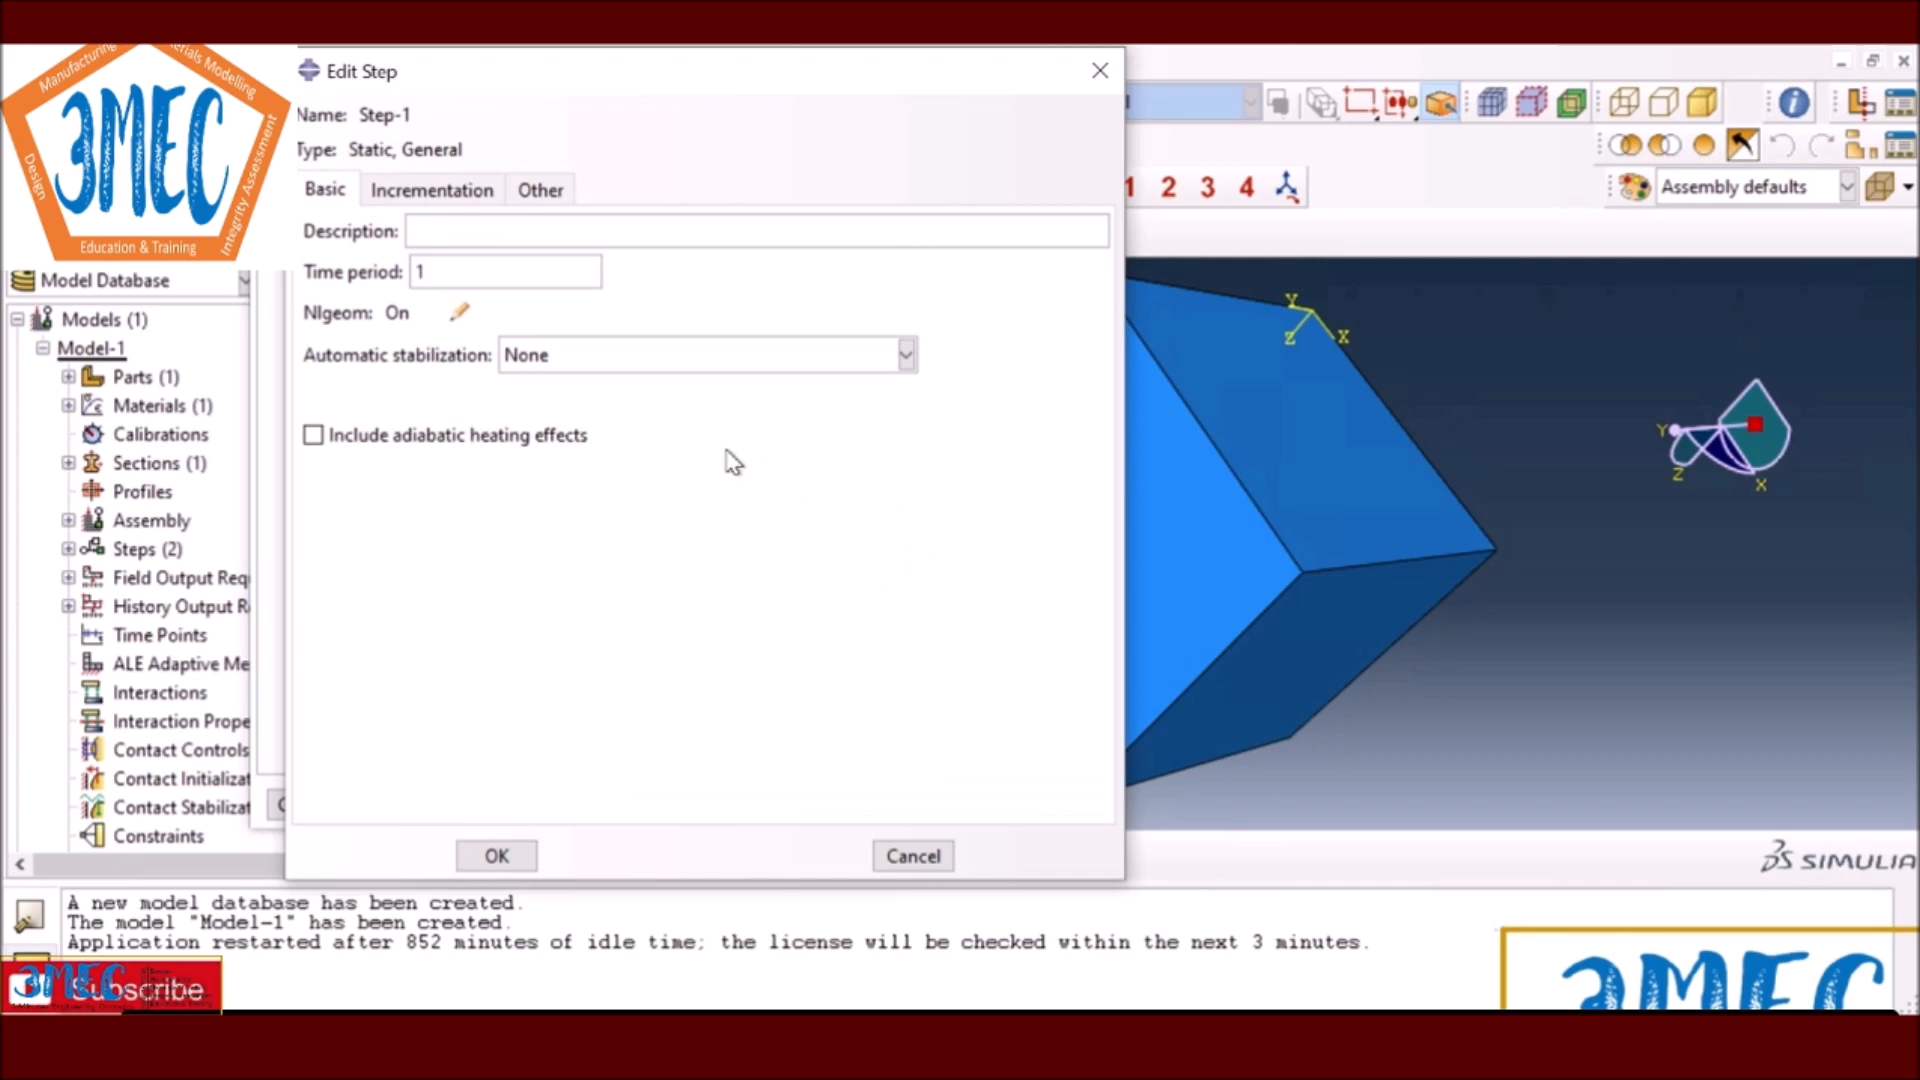 Manufacturing
Materials Modelling
Design
3MEC
Integrity Assessment
Education & Training
Edit Step
Name: Step-1
Type: Static, General
Basic
Incrementation
Other
Description:
Time period: 1
Nlgeom: On
Automatic stabilization: None
Include adiabatic heating effects
OK
Cancel
1 2 3 4
Assembly defaults
Model Database
Models (1)
Model-1
Parts (1)
Materials (1)
Calibrations
Sections (1)
Profiles
Assembly
Steps (2)
Field Output Req
History Output R
Time Points
ALE Adaptive Me
Interactions
Interaction Prope
Contact Controls
Contact Initializat
Contact Stabilizat
Constraints
Y
Z
X
Y
Z
X
SIMULIA
A new model database has been created.
The model "Model-1" has been created.
Application restarted after 852 minutes of idle time; the license will be checked within the next 3 minutes.
3MEC
Subscribe
3MEC